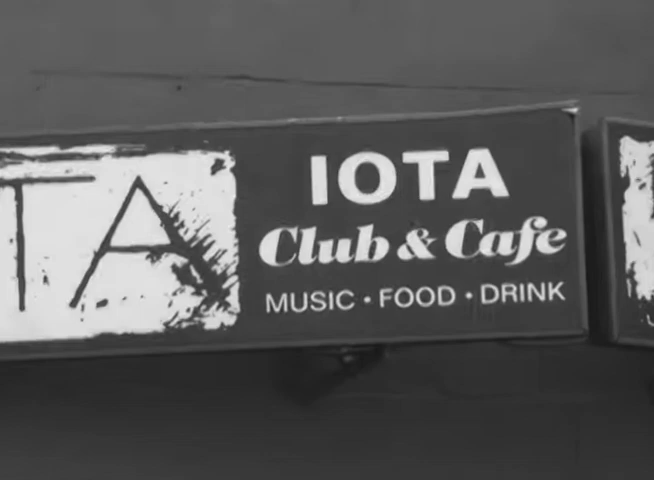 TA
IOTA
Club & Cafe
MUSIC • FOOD • DRINK